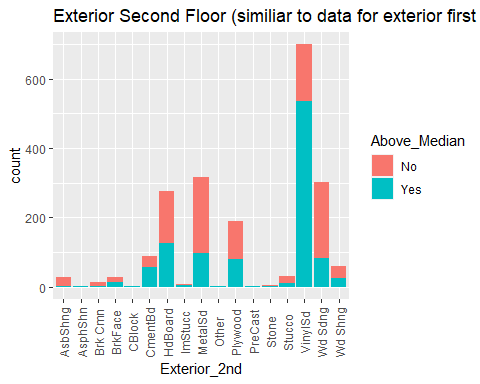 Exterior Second Floor (similiar to data for exterior first
count
600
400
200
0
AsbShng
AsphShn
Brk Cmn
BrkFace
CBlock
CmentBd
HdBoard
ImStucc
MetalSd
Other
Plywood
PreCast
Stone
Stucco
VinylSd
Wd Sdng
Wd Shng
Exterior_2nd
Above_Median
No
Yes